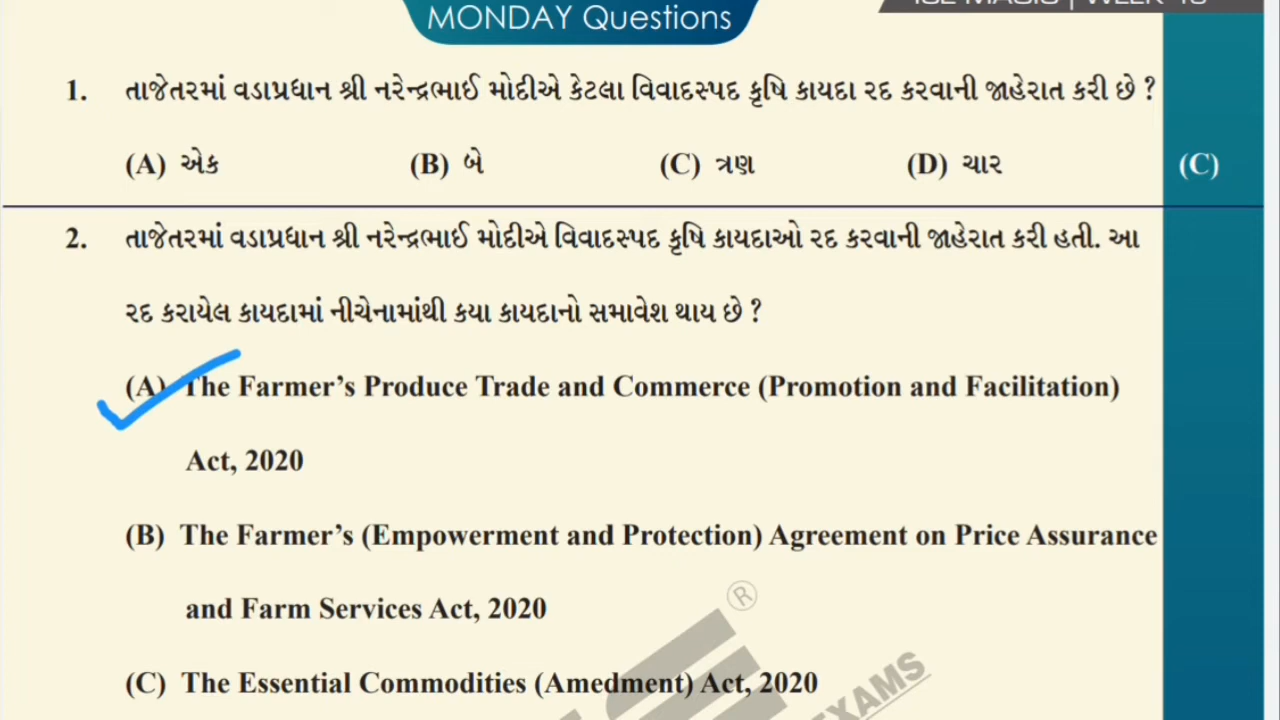 MONDAY Questions
1. તાજેતરમાં વડાપ્રધાન શ્રી નરેન્દ્રભાઈ મોદીએ કેટલા વિવાદસ્પદ કૃષિ કાયદા રદ કરવાની જાહેરાત કરી છે ?
(A) એક (B) બે (C) ત્રણ (D) ચાર (C)
2. તાજેતરમાં વડાપ્રધાન શ્રી નરેન્દ્રભાઈ મોદીએ વિવાદસ્પદ કૃષિ કાયદાઓ રદ કરવાની જાહેરાત કરી હતી. આ
રદ કરાયેલ કાયદામાં નીચેનામાંથી કયા કાયદાનો સમાવેશ થાય છે ?
(A) The Farmer's Produce Trade and Commerce (Promotion and Facilitation)
Act, 2020
(B) The Farmer's (Empowerment and Protection) Agreement on Price Assurance
and Farm Services Act, 2020
®
(C) The Essential Commodities (Amedment) Act, 2020
EXAMS